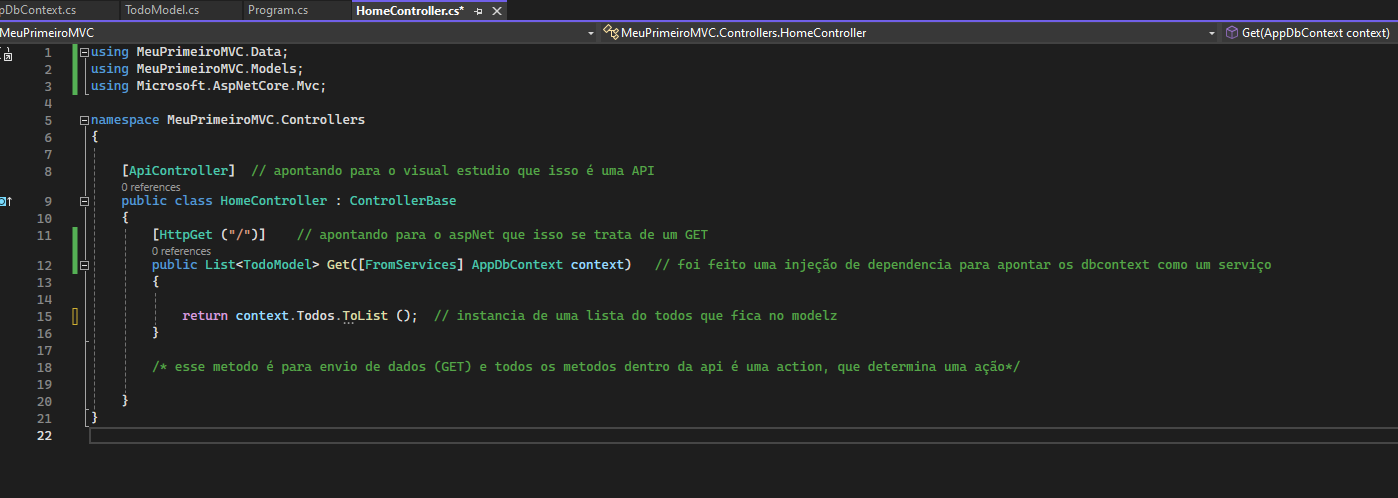 pDbContext.cs TodoModel.cs Program.cs HomeController.cs*
MeuPrimeiroMVC MeuPrimeiroMVC.Controllers.HomeController Get(AppDbContext context)
1 using MeuPrimeiroMVC.Data;
2 using MeuPrimeiroMVC.Models;
3 using Microsoft.AspNetCore.Mvc;
4
5 namespace MeuPrimeiroMVC.Controllers
6 {
7
8 [ApiController] // apontando para o visual estudio que isso é uma API
0 references
9 public class HomeController : ControllerBase
10 {
11 [HttpGet ("/")] // apontando para o aspNet que isso se trata de um GET
0 references
12 public List<TodoModel> Get([FromServices] AppDbContext context) // foi feito uma injeção de dependencia para apontar os dbcontext como um serviço
13 {
14
15 return context.Todos.ToList (); // instancia de uma lista do todos que fica no modelz
16 }
17
18 /* esse metodo é para envio de dados (GET) e todos os metodos dentro da api é uma action, que determina uma ação*/
19
20 }
21 }
22